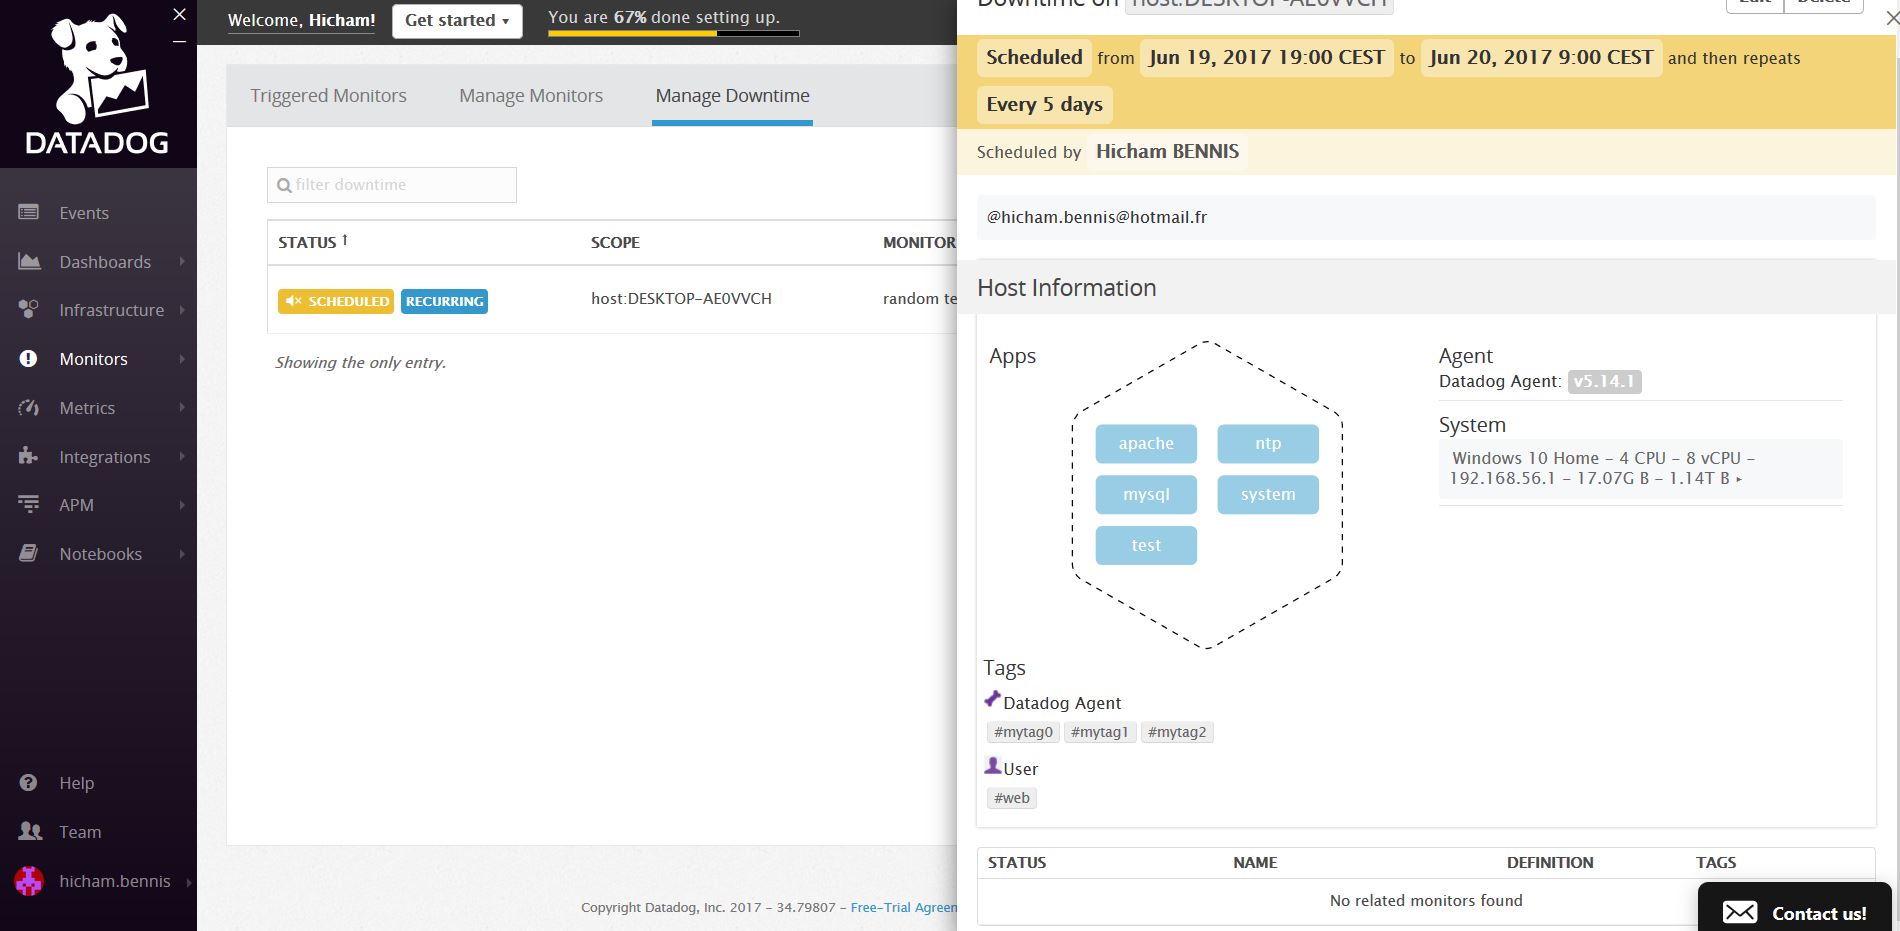 DATADOG
Events
Dashboards
Infrastructure
Monitors
Metrics
Integrations
APM
Notebooks
Help
Team
hicham.bennis
Welcome, Hicham!
Get started
You are 67% done setting up.
Triggered Monitors
Manage Monitors
Manage Downtime
filter downtime
STATUS SCOPE MONITOR
SCHEDULED RECURRING host:DESKTOP-AE0VVCH random te
Showing the only entry.
Copyright Datadog, Inc. 2017 - 34.79807 - Free-Trial Agreen
Downtime on host:DESKTOP-AE0VVCH
Edit Delete
Scheduled from Jun 19, 2017 19:00 CEST to Jun 20, 2017 9:00 CEST and then repeats
Every 5 days
Scheduled by Hicham BENNIS
@hicham.bennis@hotmail.fr
Host Information
Apps
apache ntp
mysql system
test
Agent
Datadog Agent: v5.14.1
System
Windows 10 Home - 4 CPU - 8 vCPU -
192.168.56.1 - 17.07G B - 1.14T B
Tags
Datadog Agent
#mytag0 #mytag1 #mytag2
User
#web
STATUS NAME DEFINITION TAGS
No related monitors found
Contact us!